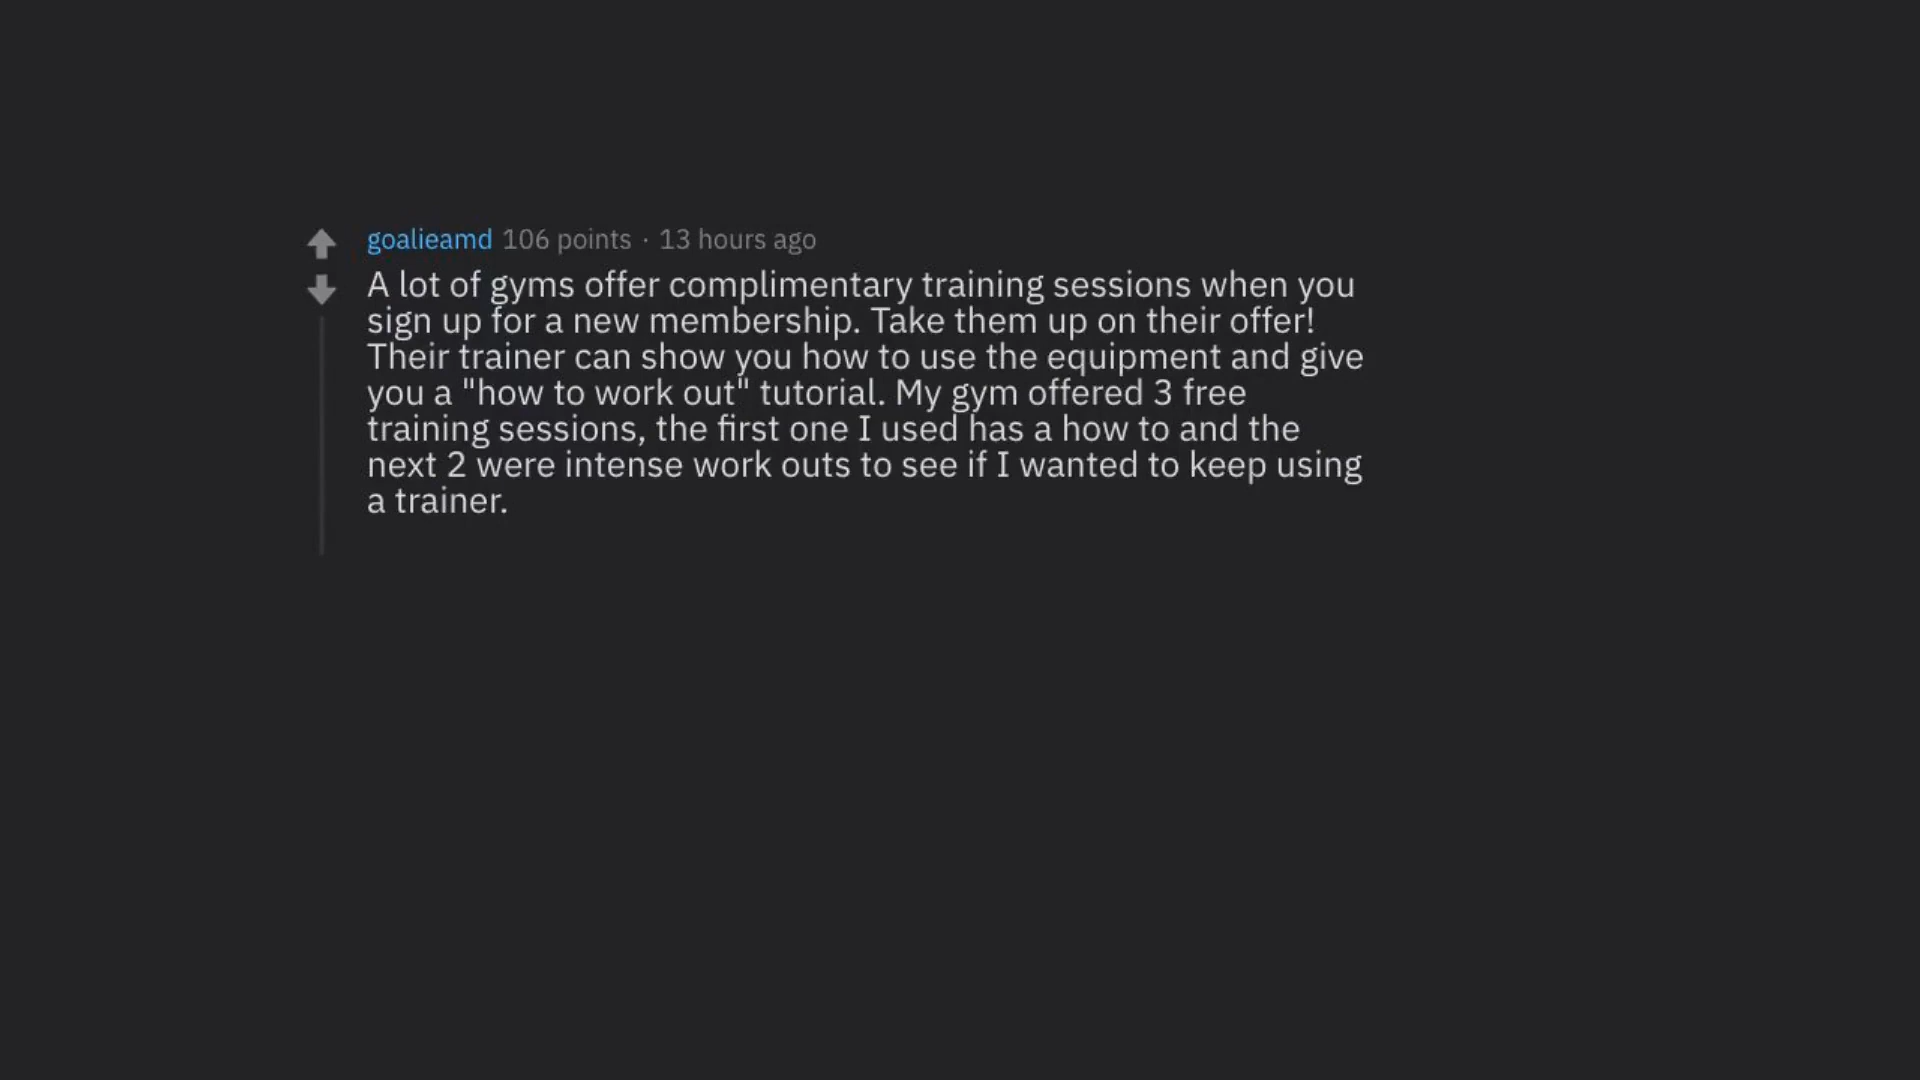 goalieamd 106 points · 13 hours ago
A lot of gyms offer complimentary training sessions when you
sign up for a new membership. Take them up on their offer!
Their trainer can show you how to use the equipment and give
you a "how to work out" tutorial. My gym offered 3 free
training sessions, the first one I used has a how to and the
next 2 were intense work outs to see if I wanted to keep using
a trainer.